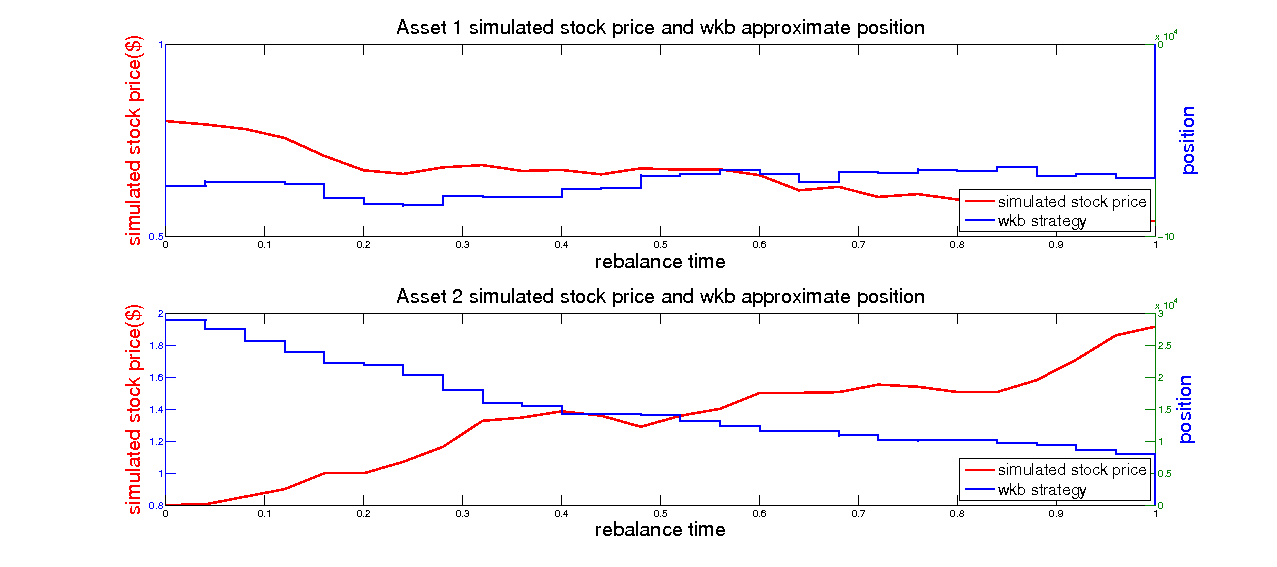 Asset 1 simulated stock price and wkb approximate position
x 10^4
1
0
simulated stock price($)
position
simulated stock price
wkb strategy
0.5
-10
0 0.1 0.2 0.3 0.4 0.5 0.6 0.7 0.8 0.9 1
rebalance time
Asset 2 simulated stock price and wkb approximate position
x 10^4
2
3
1.8
2.5
1.6
2
simulated stock price($)
position
1.4
1.5
1.2
1
1
0.5
0.8
0
simulated stock price
wkb strategy
0 0.1 0.2 0.3 0.4 0.5 0.6 0.7 0.8 0.9 1
rebalance time